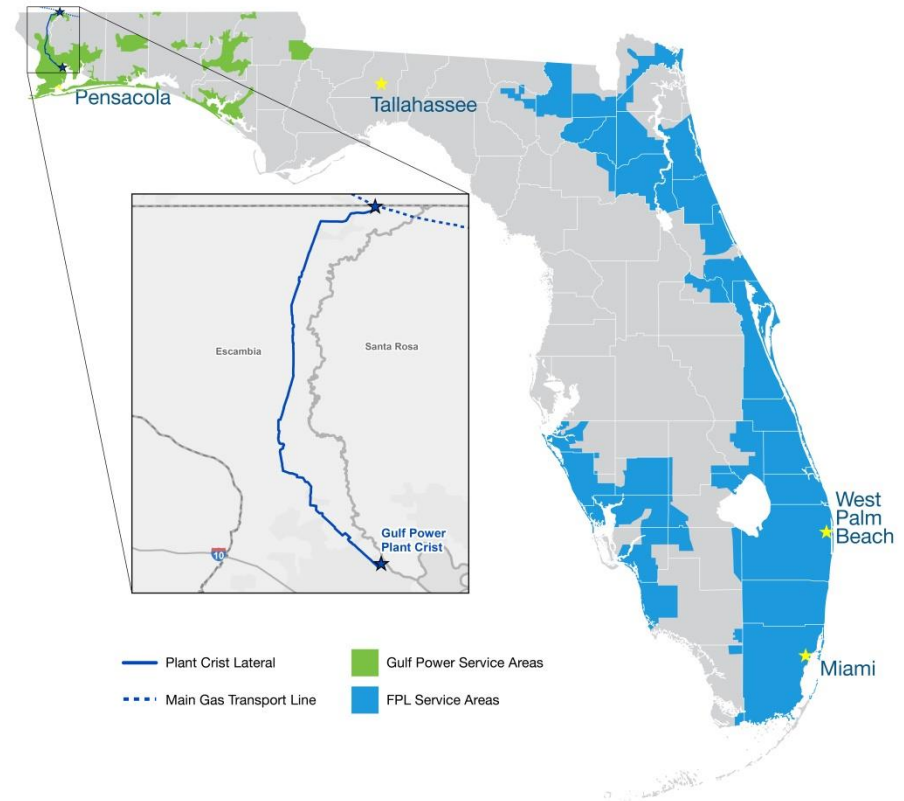 Pensacola
Tallahassee
Escambia
Santa Rosa
Gulf Power
Plant Crist
10
West
Palm
Beach
Miami
Plant Crist Lateral
Gulf Power Service Areas
Main Gas Transport Line
FPL Service Areas